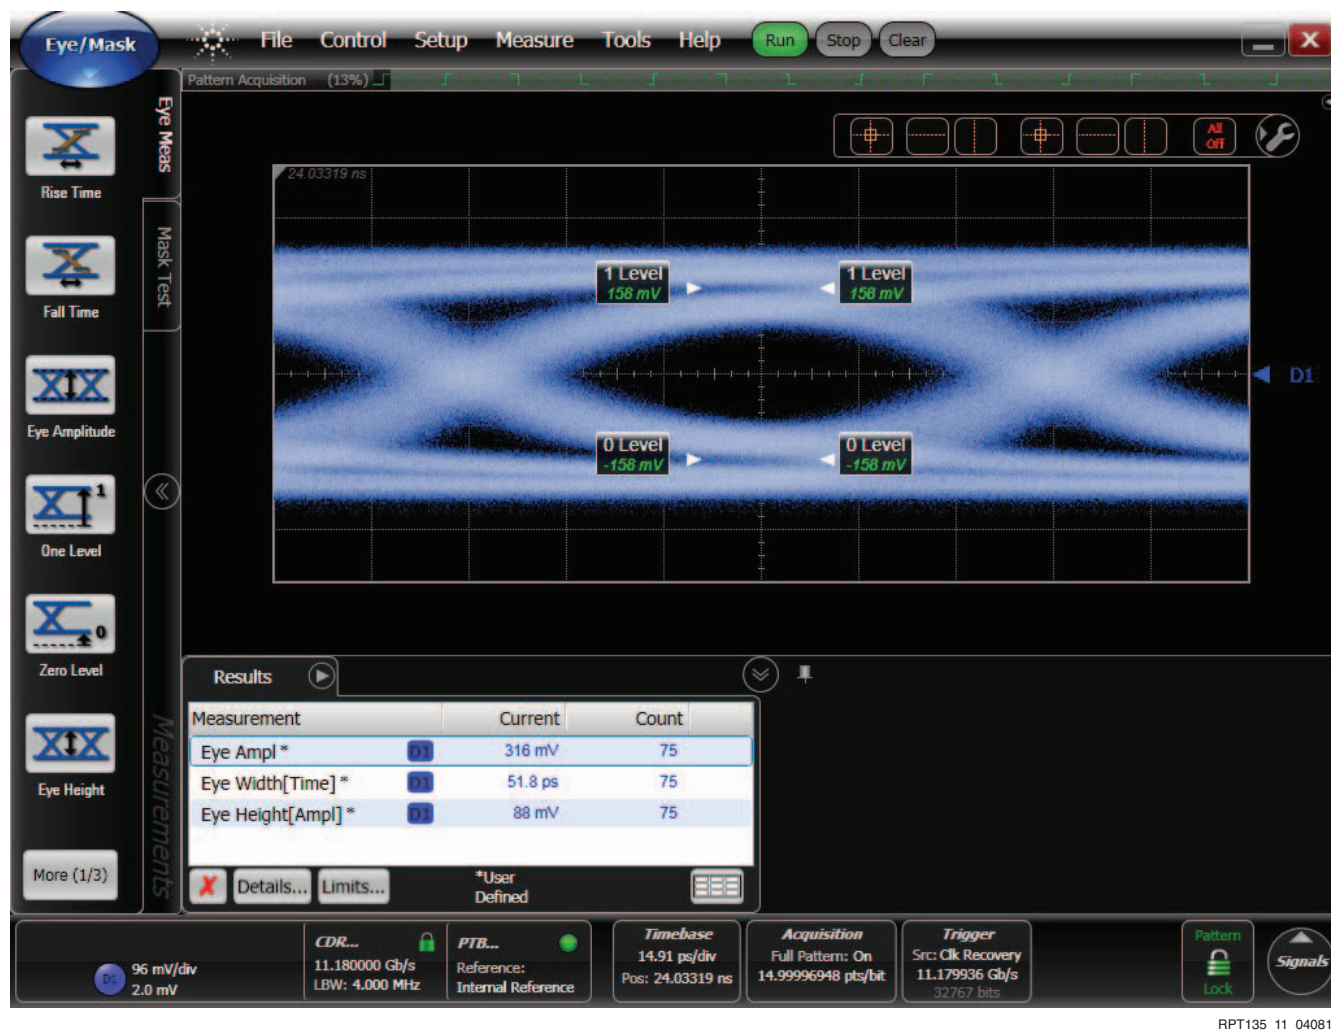 Eye/Mask
File Control Setup Measure Tools Help Run Stop Clear
Pattern Acquisition (13%)
Eye Meas
Mask Test
Measurements
Rise Time
Fall Time
Eye Amplitude
1
One Level
0
Zero Level
Eye Height
More (1/3)
All
Off
24.03319 ns
1 Level
158 mV
1 Level
158 mV
D1
0 Level
-158 mV
0 Level
-158 mV
Results
Measurement Current Count
Eye Ampl * D1 316 mV 75
Eye Width[Time] * D1 51.8 ps 75
Eye Height[Ampl] * D1 88 mV 75
Details... Limits...
*User
Defined
D1
96 mV/div
2.0 mV
CDR...
11.180000 Gb/s
LBW: 4.000 MHz
PTB...
Reference:
Internal Reference
Timebase
14.91 ps/div
Pos: 24.03319 ns
Acquisition
Full Pattern: On
14.99996948 pts/bit
Trigger
Src: Clk Recovery
11.179936 Gb/s
32767 bits
Pattern
Lock
Signals
RPT135_11_04081